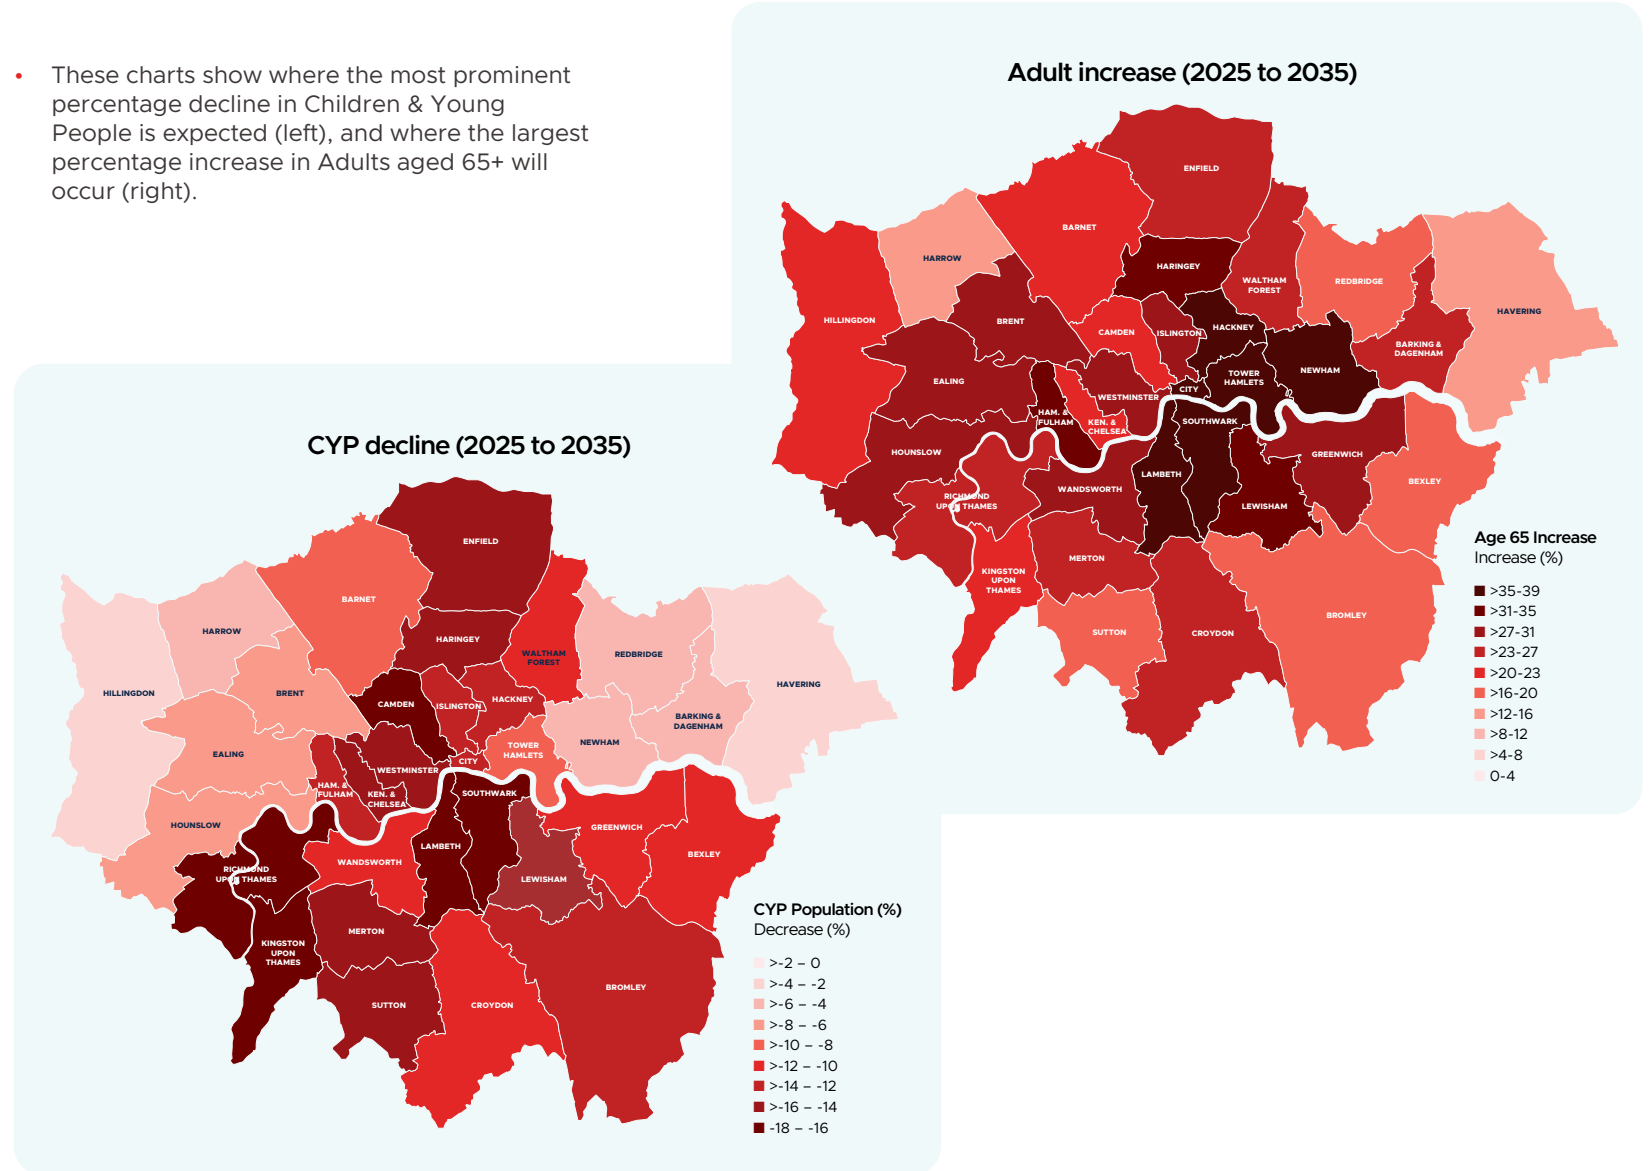 • These charts show where the most prominent
percentage decline in Children & Young
People is expected (left), and where the largest
percentage increase in Adults aged 65+ will
occur (right).
Adult increase (2025 to 2035)
ENFIELD
BARNET
HARROW
HARINGEY
WALTHAM
FOREST
REDBRIDGE
HAVERING
HILLINGDON
BRENT
CAMDEN
ISLINGTON
HACKNEY
BARKING &
DAGENHAM
EALING
WESTMINSTER
CITY
TOWER
HAMLETS
NEWHAM
HAM. &
FULHAM
KEN. &
CHELSEA
SOUTHWARK
HOUNSLOW
GREENWICH
LAMBETH
BEXLEY
WANDSWORTH
RICHMOND
UPON THAMES
LEWISHAM
MERTON
KINGSTON
UPON
THAMES
SUTTON
CROYDON
BROMLEY
Age 65 Increase
Increase (%)
>35-39
>31-35
>27-31
>23-27
>20-23
>16-20
>12-16
>8-12
>4-8
0-4
CYP decline (2025 to 2035)
ENFIELD
BARNET
HARROW
HARINGEY
WALTHAM
FOREST
REDBRIDGE
HAVERING
HILLINGDON
BRENT
CAMDEN
ISLINGTON
HACKNEY
BARKING &
DAGENHAM
EALING
WESTMINSTER
CITY
TOWER
HAMLETS
NEWHAM
HAM. &
FULHAM
KEN. &
CHELSEA
SOUTHWARK
HOUNSLOW
GREENWICH
LAMBETH
BEXLEY
WANDSWORTH
RICHMOND
UPON THAMES
LEWISHAM
MERTON
KINGSTON
UPON
THAMES
SUTTON
CROYDON
BROMLEY
CYP Population (%)
Decrease (%)
>-2 – 0
>-4 – -2
>-6 – -4
>-8 – -6
>-10 – -8
>-12 – -10
>-14 – -12
>-16 – -14
-18 – -16